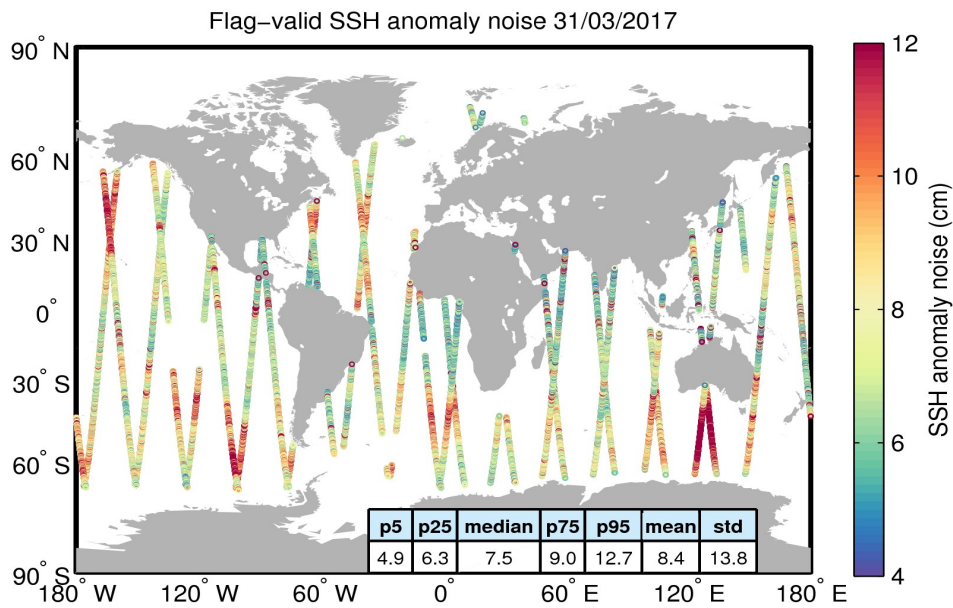 Flag−valid SSH anomaly noise 31/03/2017
90° N
60° N
30° N
0°
30° S
60° S
90° S
180° W 120° W 60° W 0° 60° E 120° E 180° E
p5 p25 median p75 p95 mean std
4.9 6.3 7.5 9.0 12.7 8.4 13.8
12
10
8
6
4
SSH anomaly noise (cm)